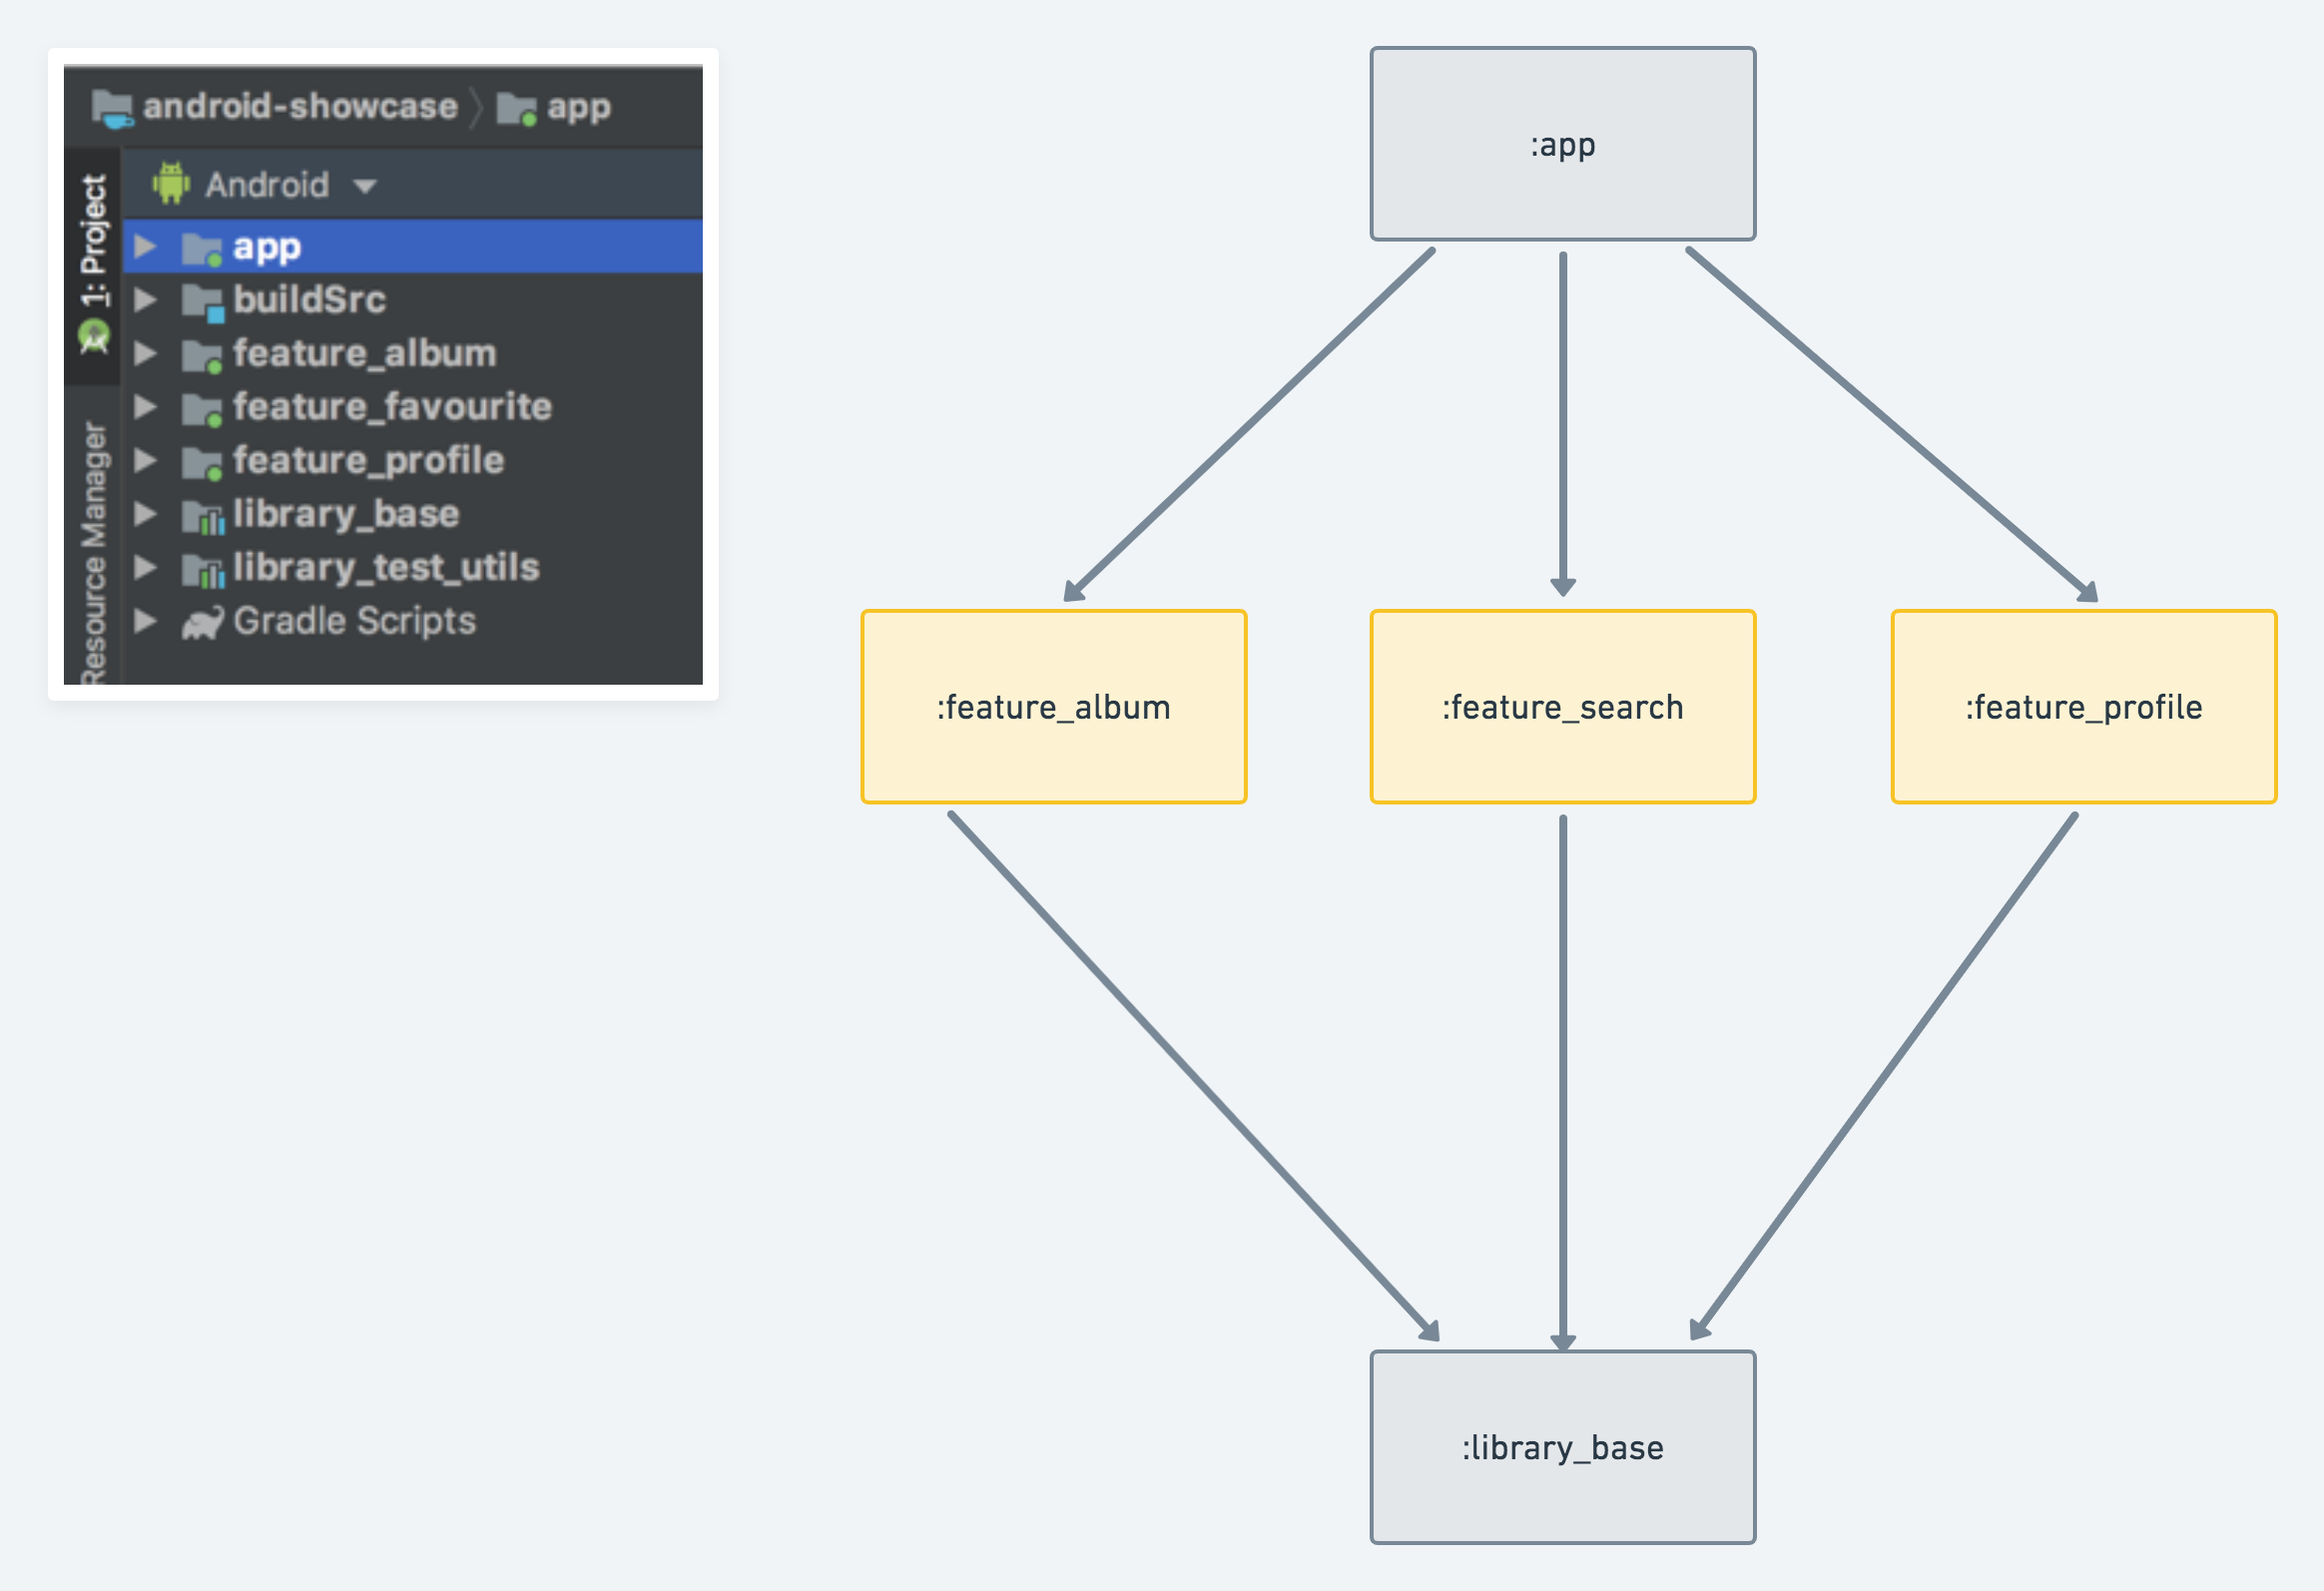 android-showcase app
Android
1: Project
Resource Manager
app
buildSrc
feature_album
feature_favourite
feature_profile
library_base
library_test_utils
Gradle Scripts
:app
:feature_album
:feature_search
:feature_profile
:library_base